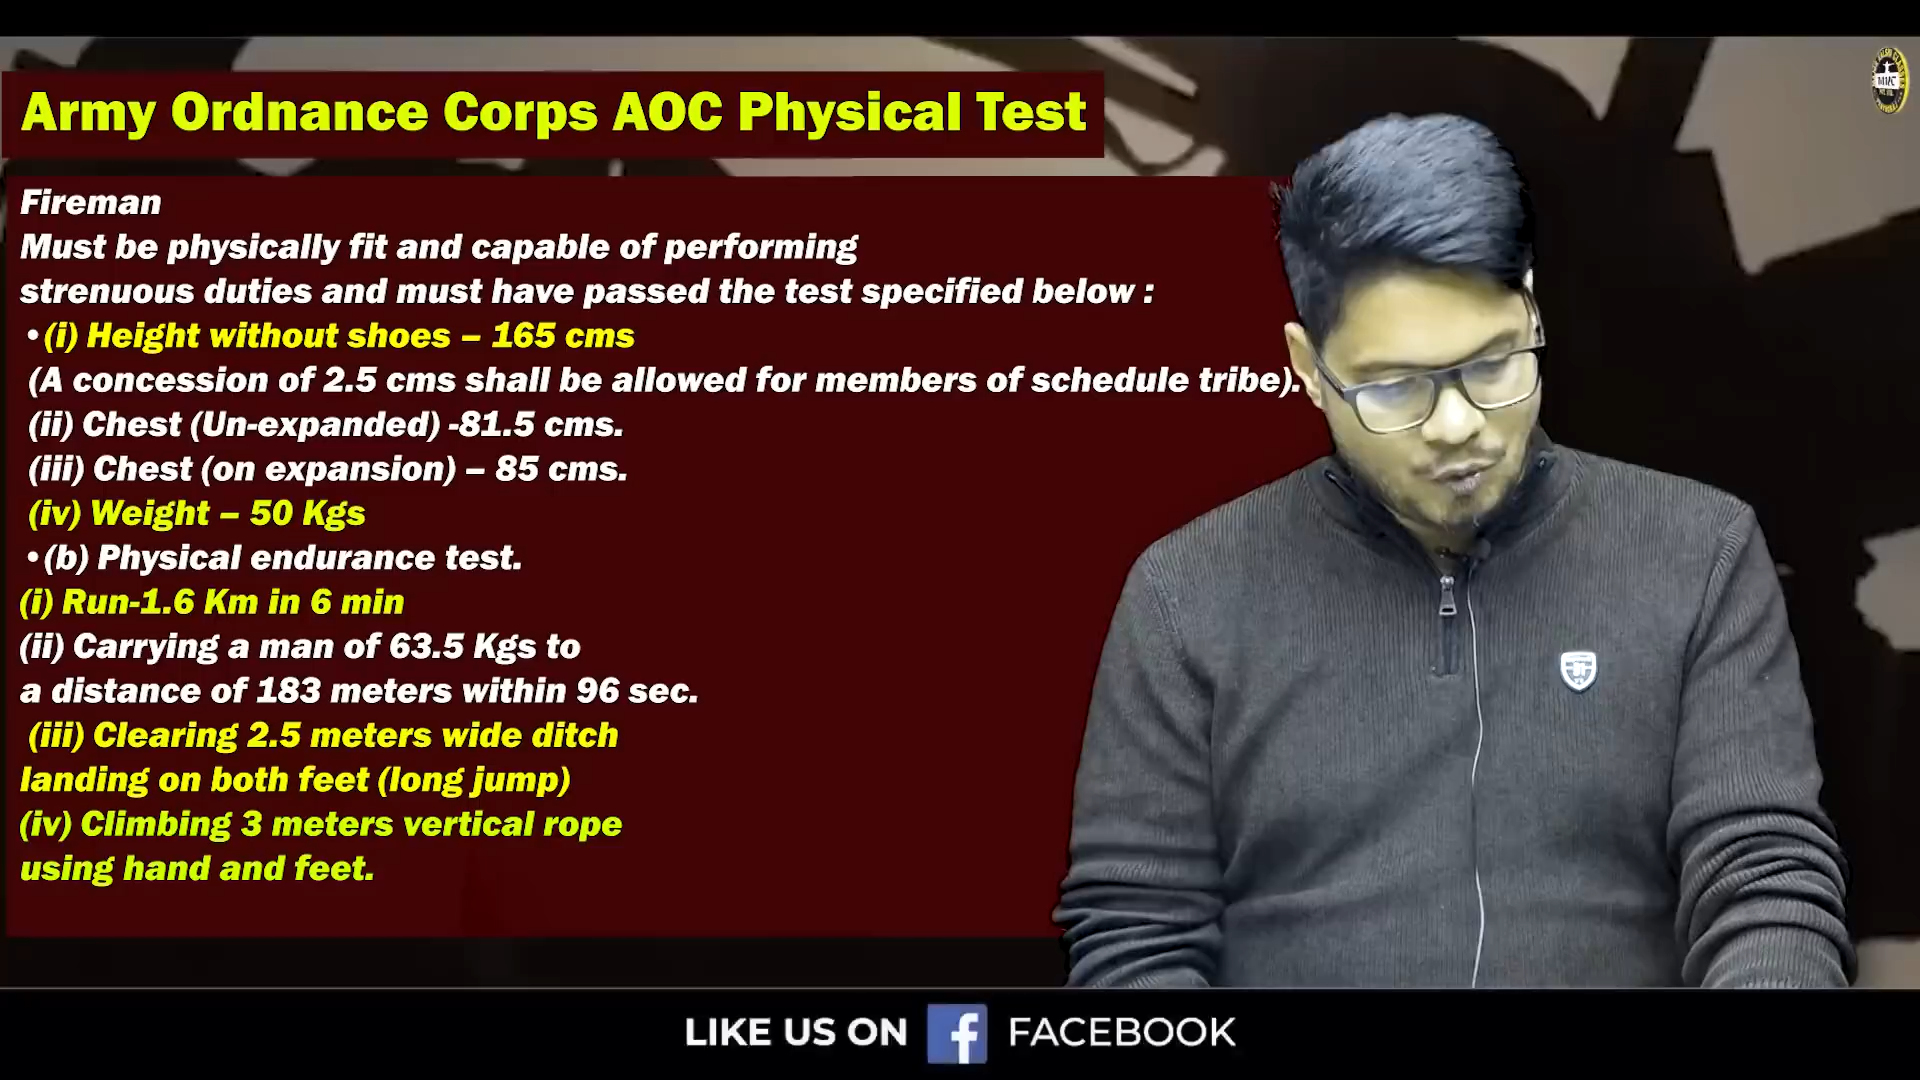 Army Ordnance Corps AOC Physical Test
Fireman
Must be physically fit and capable of performing
strenuous duties and must have passed the test specified below :
•(i) Height without shoes – 165 cms
(A concession of 2.5 cms shall be allowed for members of schedule tribe).
(ii) Chest (Un-expanded) -81.5 cms.
(iii) Chest (on expansion) – 85 cms.
(iv) Weight – 50 Kgs
•(b) Physical endurance test.
(i) Run-1.6 Km in 6 min
(ii) Carrying a man of 63.5 Kgs to
a distance of 183 meters within 96 sec.
(iii) Clearing 2.5 meters wide ditch
landing on both feet (long jump)
(iv) Climbing 3 meters vertical rope
using hand and feet.
LIKE US ON f FACEBOOK